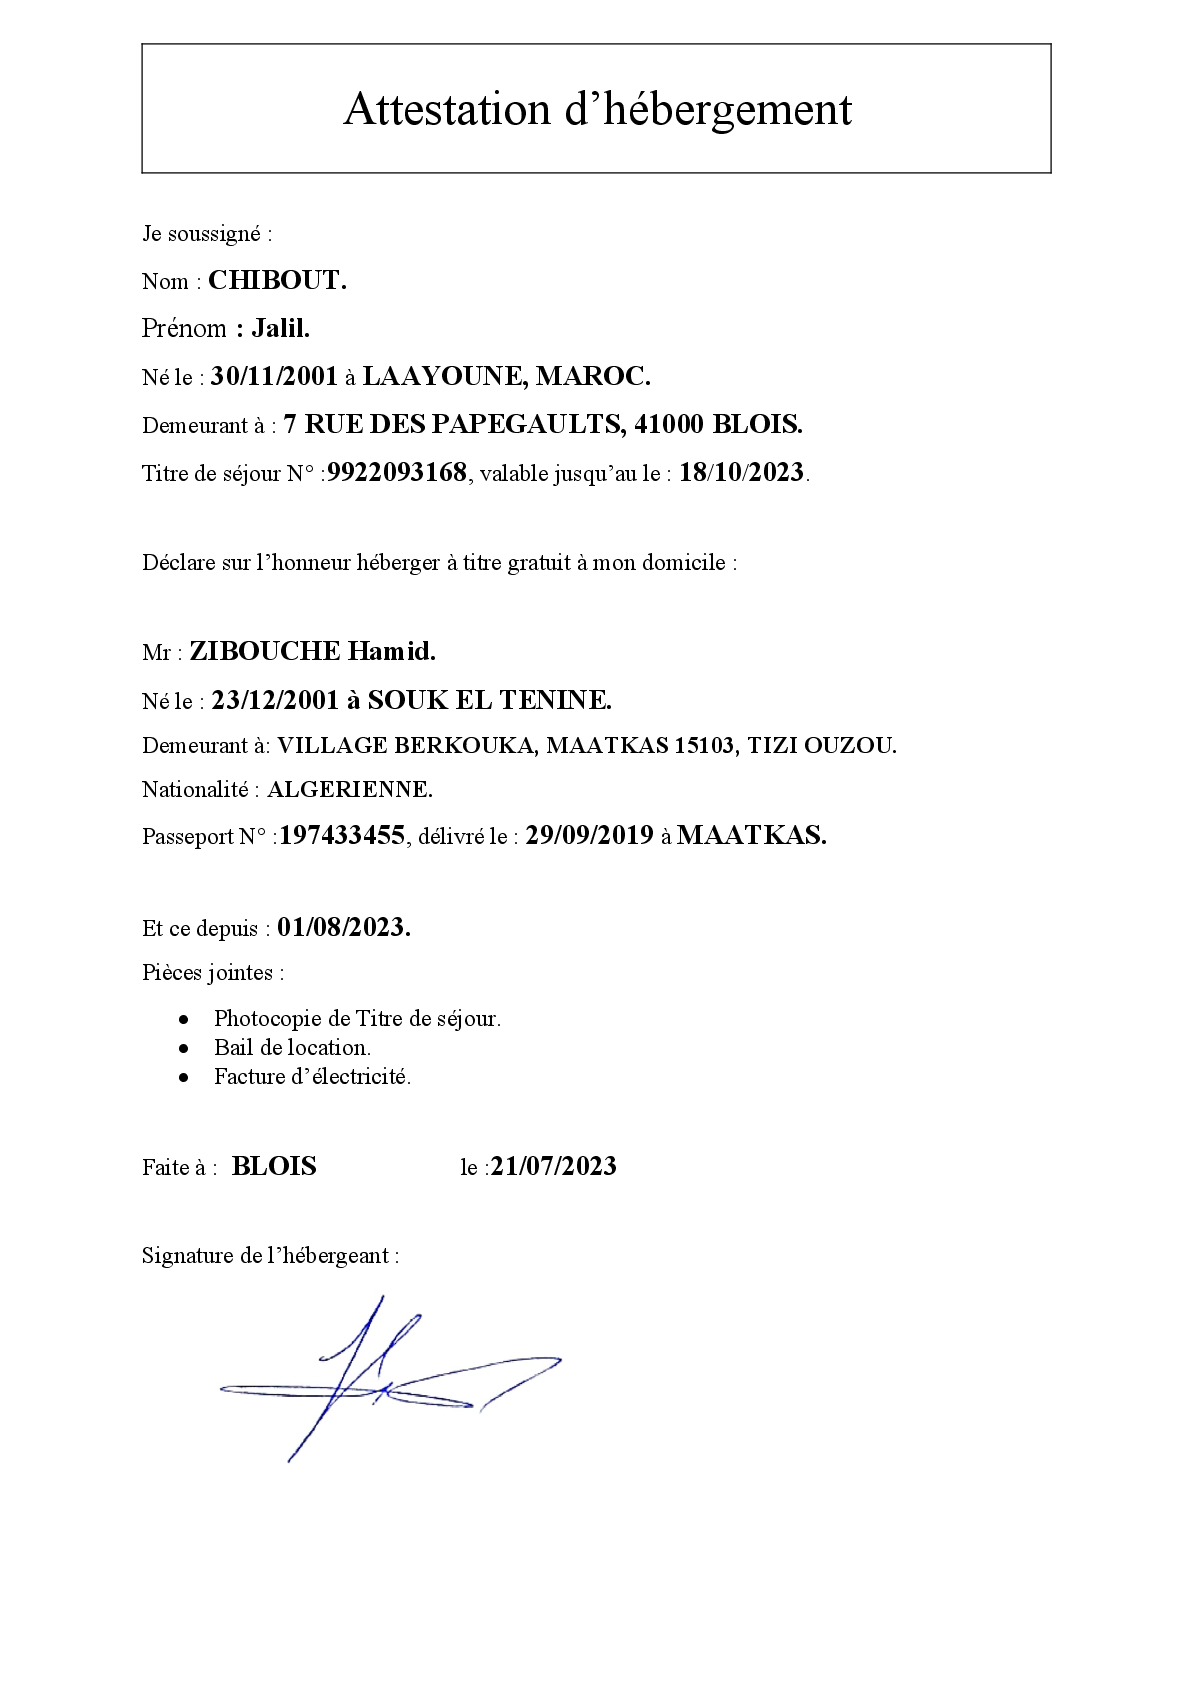 Attestation d’hébergement
Je soussigné :
Nom : CHIBOUT.
Prénom : Jalil.
Né le : 30/11/2001 à LAAYOUNE, MAROC.
Demeurant à : 7 RUE DES PAPEGAULTS, 41000 BLOIS.
Titre de séjour N° :9922093168, valable jusqu’au le : 18/10/2023.
Déclare sur l’honneur héberger à titre gratuit à mon domicile :
Mr : ZIBOUCHE Hamid.
Né le : 23/12/2001 à SOUK EL TENINE.
Demeurant à: VILLAGE BERKOUKA, MAATKAS 15103, TIZI OUZOU.
Nationalité : ALGERIENNE.
Passeport N° :197433455, délivré le : 29/09/2019 à MAATKAS.
Et ce depuis : 01/08/2023.
Pièces jointes :
● Photocopie de Titre de séjour.
● Bail de location.
● Facture d’électricité.
Faite à : BLOIS le :21/07/2023
Signature de l’hébergeant :